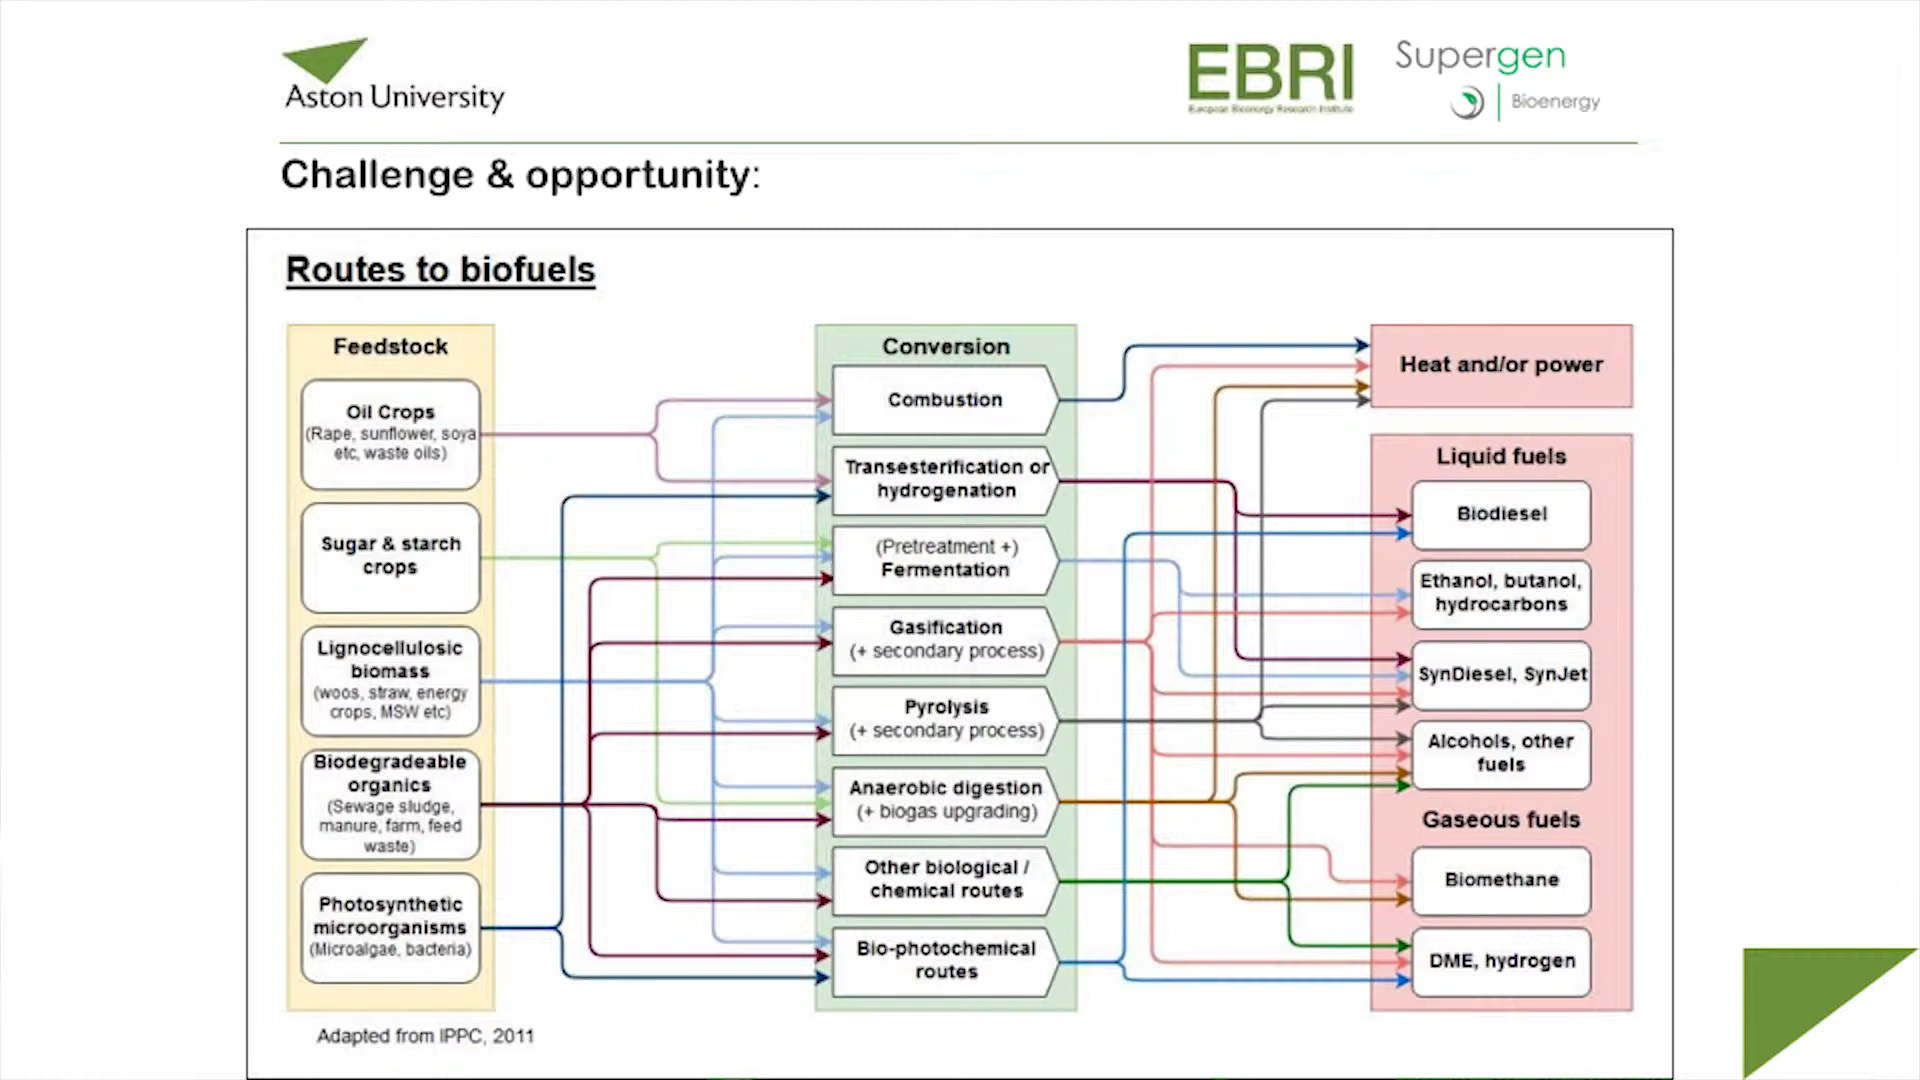 Aston University
EBRI
European Bioenergy Research Institute
Supergen
Bioenergy
Challenge & opportunity:
Routes to biofuels
Feedstock
Oil Crops
(Rape, sunflower, soya
etc, waste oils)
Sugar & starch
crops
Lignocellulosic
biomass
(woos, straw, energy
crops, MSW etc)
Biodegradeable
organics
(Sewage sludge,
manure, farm, feed
waste)
Photosynthetic
microorganisms
(Microalgae, bacteria)
Conversion
Combustion
Transesterification or
hydrogenation
(Pretreatment +)
Fermentation
Gasification
(+ secondary process)
Pyrolysis
(+ secondary process)
Anaerobic digestion
(+ biogas upgrading)
Other biological /
chemical routes
Bio-photochemical
routes
Heat and/or power
Liquid fuels
Biodiesel
Ethanol, butanol,
hydrocarbons
SynDiesel, SynJet
Alcohols, other
fuels
Gaseous fuels
Biomethane
DME, hydrogen
Adapted from IPPC, 2011